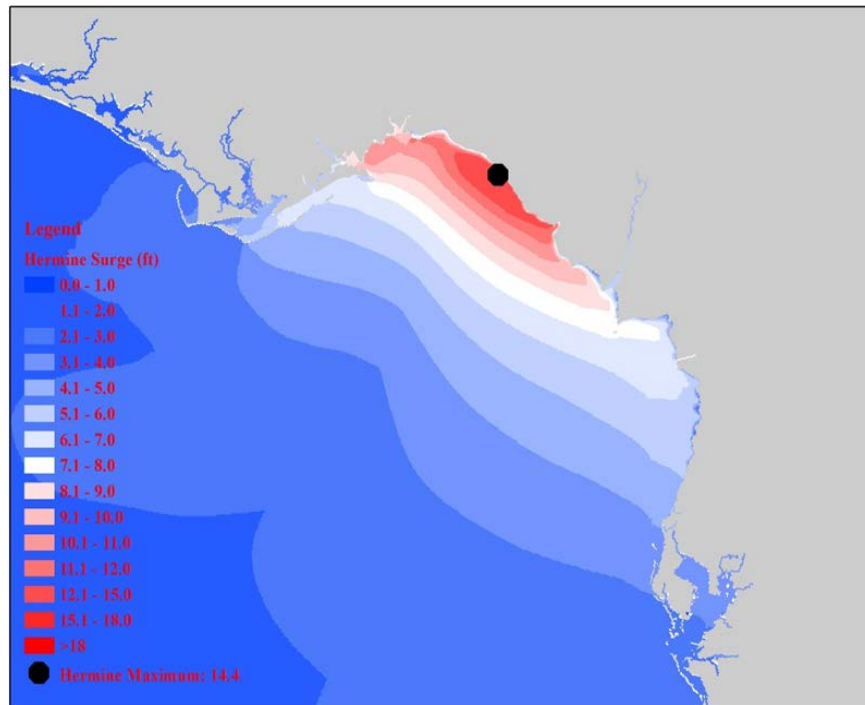 Legend
Hermine Surge (ft)
0.0 - 1.0
1.1 - 2.0
2.1 - 3.0
3.1 - 4.0
4.1 - 5.0
5.1 - 6.0
6.1 - 7.0
7.1 - 8.0
8.1 - 9.0
9.1 - 10.0
10.1 - 11.0
11.1 - 12.0
12.1 - 15.0
15.1 - 18.0
>18
Hermine Maximum: 14.4